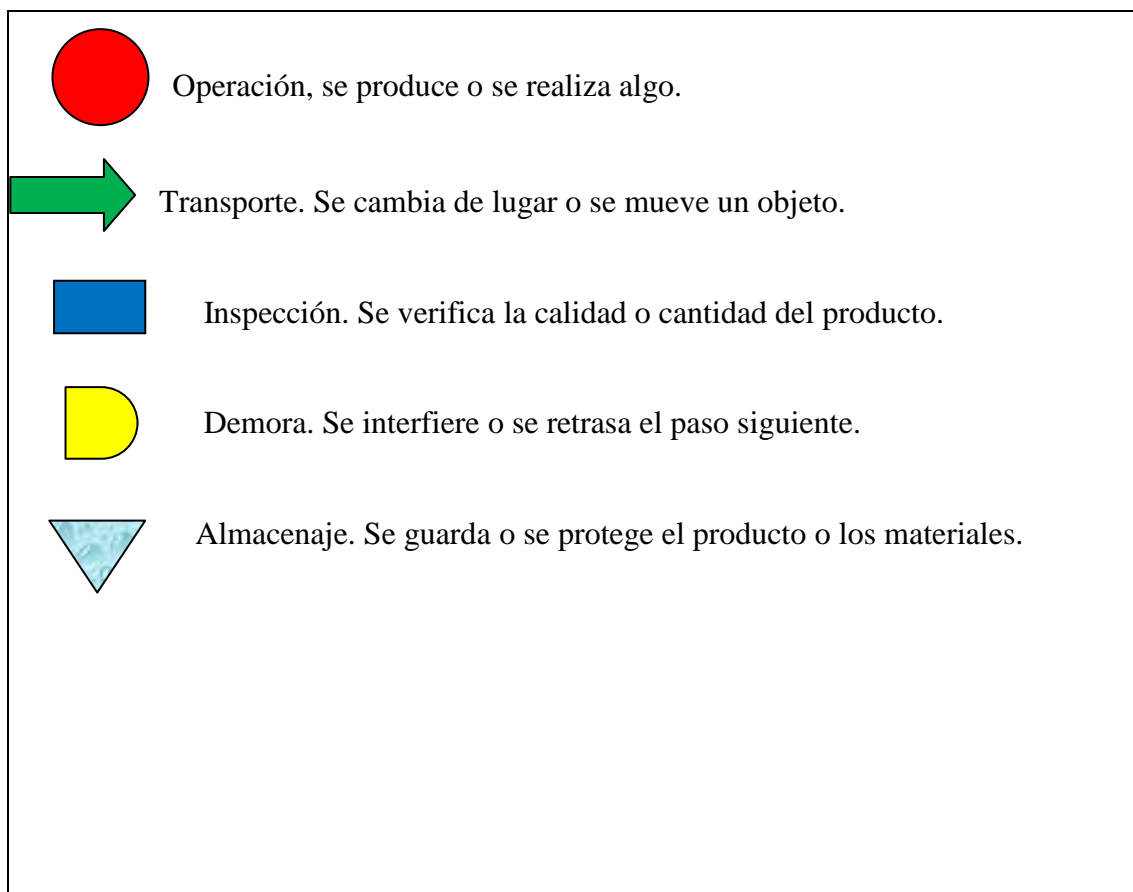 Operación, se produce o se realiza algo.
Transporte. Se cambia de lugar o se mueve un objeto.
Inspección. Se verifica la calidad o cantidad del producto.
Demora. Se interfiere o se retrasa el paso siguiente.
Almacenaje. Se guarda o se protege el producto o los materiales.